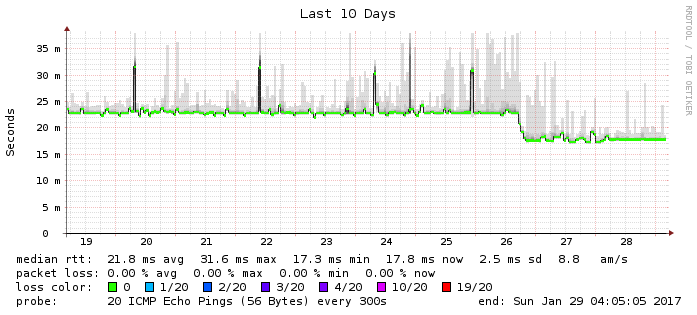 Last 10 Days
RRDTOOL / TOBI OETIKER
Seconds
35 m
30 m
25 m
20 m
15 m
10 m
5 m
0
19 20 21 22 23 24 25 26 27 28
median rtt: 21.8 ms avg 31.6 ms max 17.3 ms min 17.8 ms now 2.5 ms sd 8.8 am/s
packet loss: 0.00 % avg 0.00 % max 0.00 % min 0.00 % now
loss color: 0 1/20 2/20 3/20 4/20 10/20 19/20
probe: 20 ICMP Echo Pings (56 Bytes) every 300s end: Sun Jan 29 04:05:05 2017